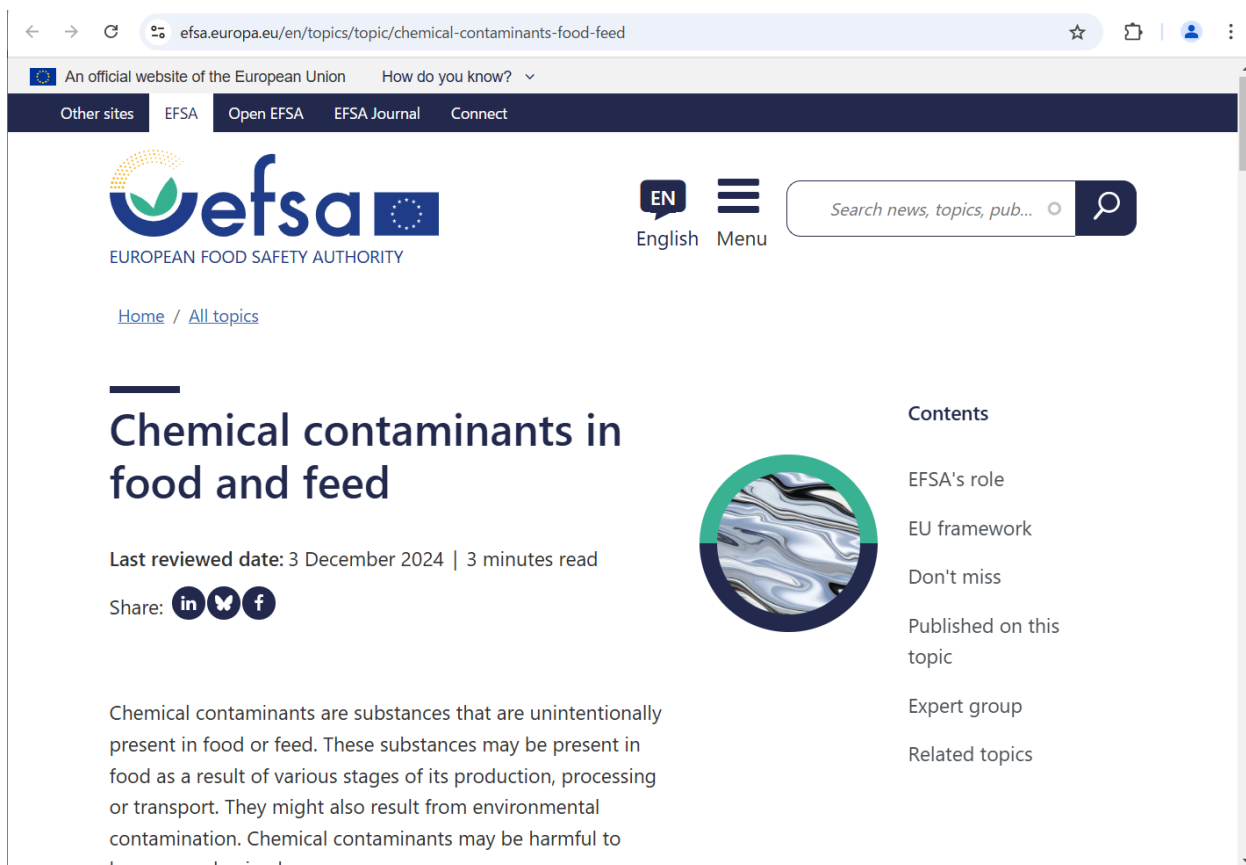 efsa.europa.eu/en/topics/topic/chemical-contaminants-food-feed
An official website of the European Union How do you know?
Other sites EFSA Open EFSA EFSA Journal Connect
efsa
EUROPEAN FOOD SAFETY AUTHORITY
EN
English Menu
Search news, topics, pub...
Home / All topics
Chemical contaminants in
food and feed
Last reviewed date: 3 December 2024 | 3 minutes read
Share: in f
Chemical contaminants are substances that are unintentionally
present in food or feed. These substances may be present in
food as a result of various stages of its production, processing
or transport. They might also result from environmental
contamination. Chemical contaminants may be harmful to
Contents
EFSA's role
EU framework
Don't miss
Published on this
topic
Expert group
Related topics